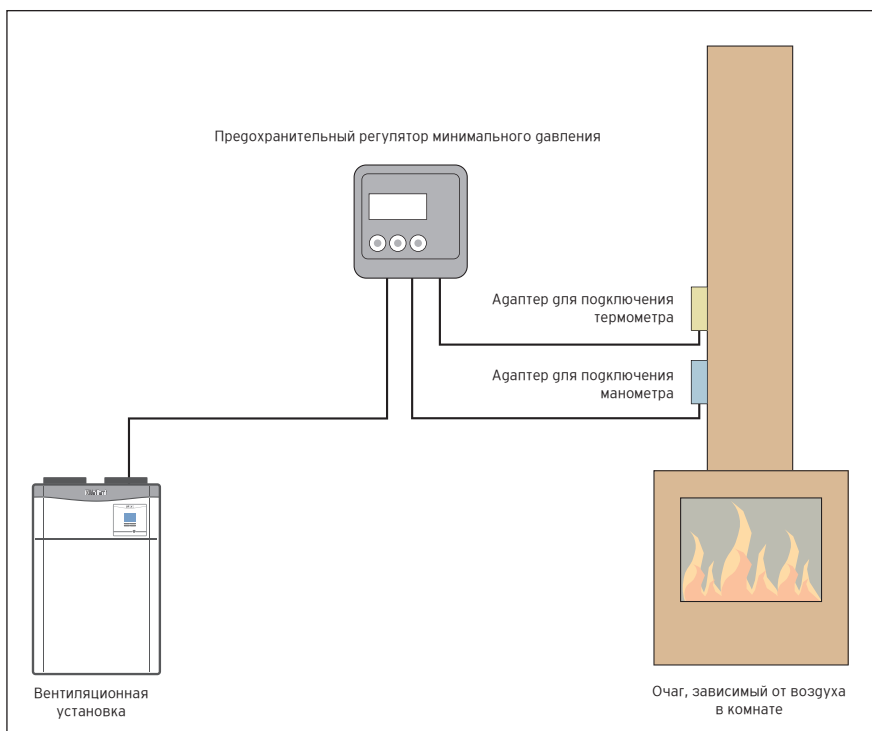 Предохранительный регулятор минимального давления
Адаптер для подключения
термометра
Адаптер для подключения
манометра
Вентиляционная
установка
Очаг, зависимый от воздуха
в комнате